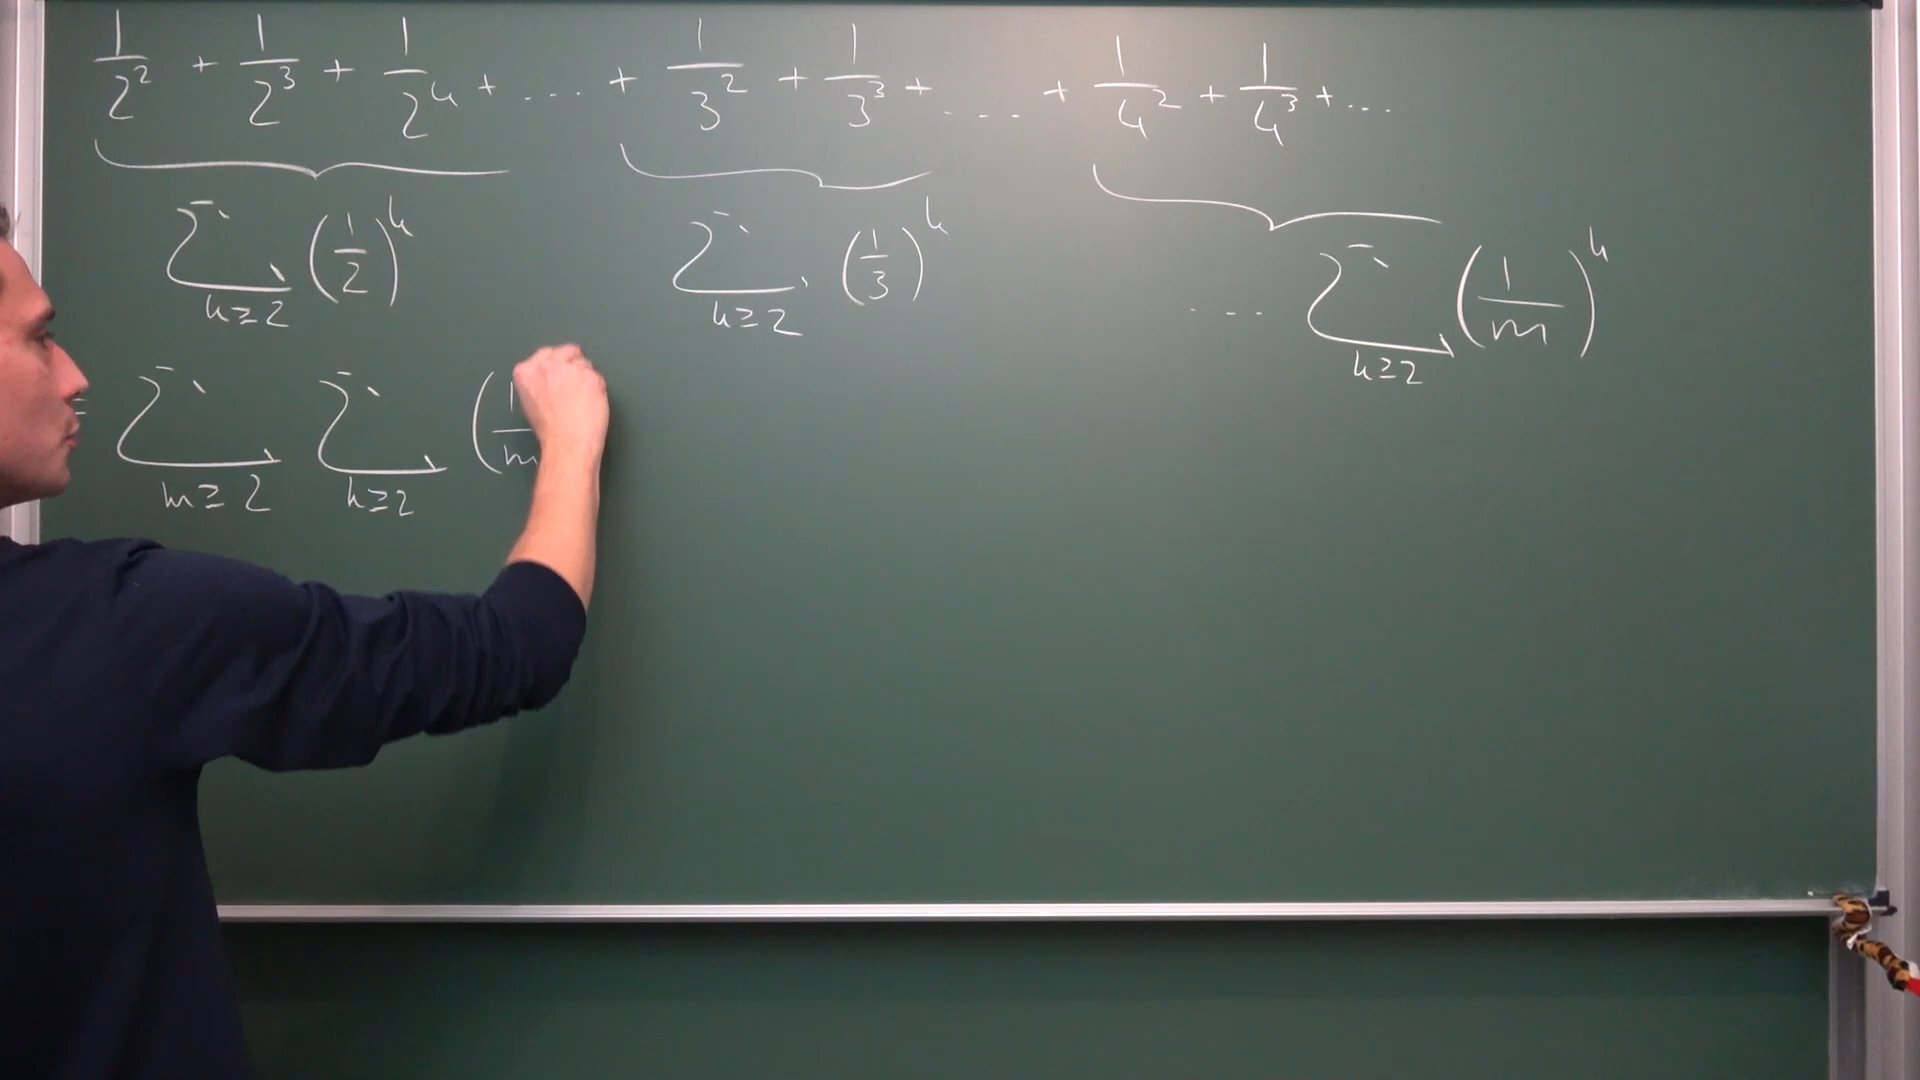 1/2² + 1/2³ + 1/2⁴ + .... + 1/3² + 1/3³ + .... + 1/4² + 1/4³ + ...
∑_{k≥2} (1/2)^k ∑_{k≥2} (1/3)^k .... ∑_{k≥2} (1/m)^k
= ∑_{m≥2} ∑_{k≥2} (1/m